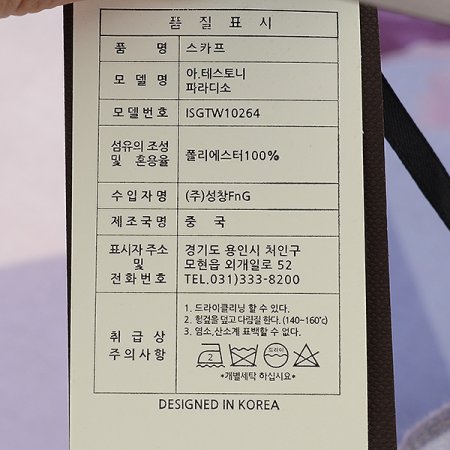 품 질 표 시
품 명 스카프
모 델 명 아.테스토니
파라디소
모델번호 ISGTW10264
섬유의 조성
및 혼용율 폴리에스터100%
수입자명 (주)성창FnG
제조국명 중 국
표시자 주소
및
전화번호 경기도 용인시 처인구
모현읍 외개일로 52
TEL.031)333-8200
취 급 상
주의사항 1. 드라이클리닝 할 수 있다.
2. 헝겊을 덮고 다림질 한다. (140~160˚c)
3. 염소,산소계 표백할 수 없다.
2 드라이
*개별세탁 하십시요*
DESIGNED IN KOREA